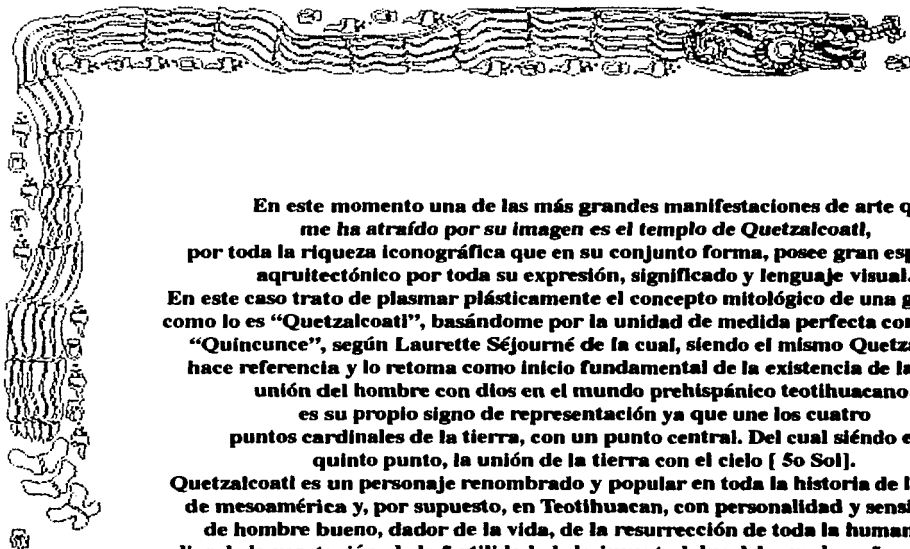 En este momento una de las más grandes manifestaciones de arte q
me ha atraído por su imagen es el templo de Quetzalcoatl,
por toda la riqueza iconográfica que en su conjunto forma, posee gran esp
aqruitectónico por toda su expresión, significado y lenguaje visual.
En este caso trato de plasmar plásticamente el concepto mitológico de una g
como lo es “Quetzalcoatl”, basándome por la unidad de medida perfecta con
“Quincunce”, según Laurette Séjourné de la cual, siendo el mismo Quetza
hace referencia y lo retoma como inicio fundamental de la existencia de la
unión del hombre con dios en el mundo prehispánico teotihuacano
es su propio signo de representación ya que une los cuatro
puntos cardinales de la tierra, con un punto central. Del cual siéndo e
quinto punto, la unión de la tierra con el cielo [ 5o Sol].
Quetzalcoatl es un personaje renombrado y popular en toda la historia de l
de mesoamérica y, por supuesto, en Teotihuacan, con personalidad y sensi
de hombre bueno, dador de la vida, de la resurrección de toda la human